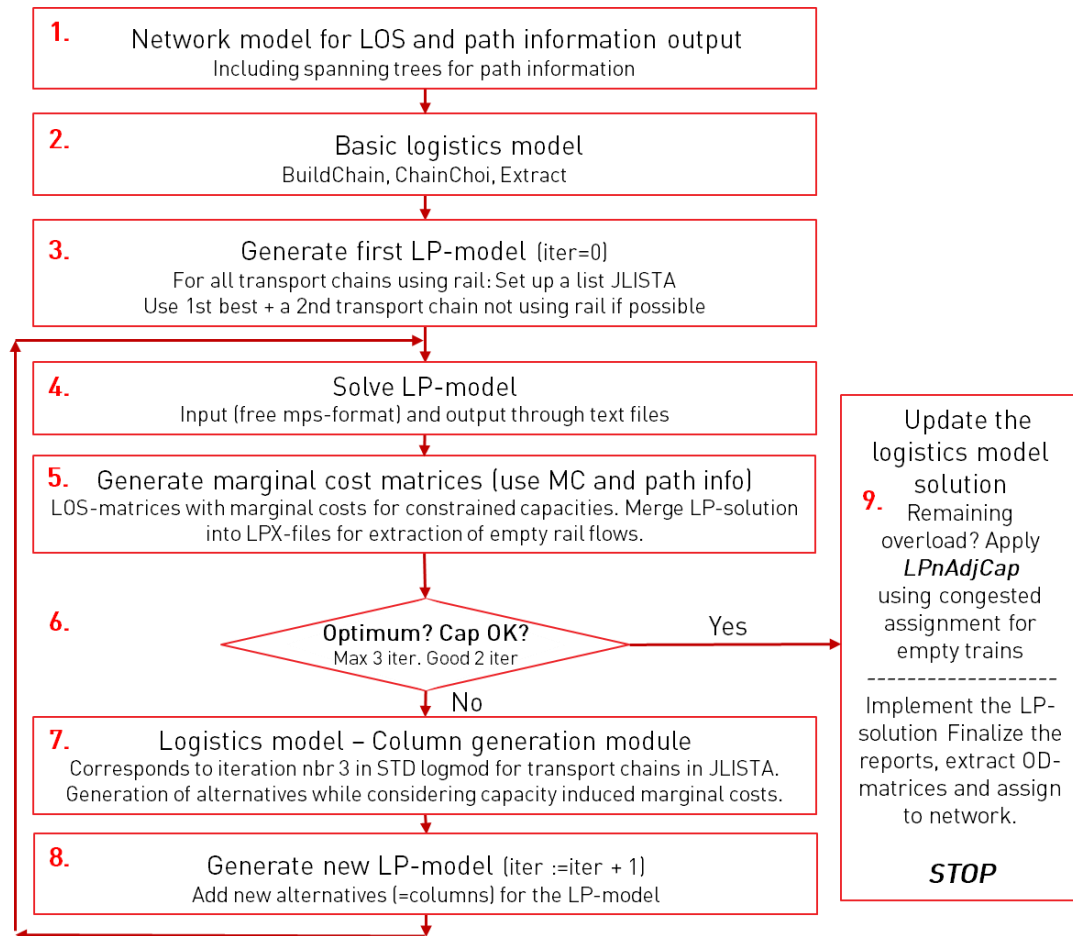 1.
Network model for LOS and path information output
Including spanning trees for path information
2.
Basic logistics model
BuildChain, ChainChoi, Extract
3.
Generate first LP-model (iter=0)
For all transport chains using rail: Set up a list JLISTA
Use 1st best + a 2nd transport chain not using rail if possible
4.
Solve LP-model
Input (free mps-format) and output through text files
5.
Generate marginal cost matrices (use MC and path info)
LOS-matrices with marginal costs for constrained capacities. Merge LP-solution
into LPX-files for extraction of empty rail flows.
6.
Optimum? Cap OK?
Max 3 iter. Good 2 iter
Yes
No
7.
Logistics model – Column generation module
Corresponds to iteration nbr 3 in STD logmod for transport chains in JLISTA.
Generation of alternatives while considering capacity induced marginal costs.
8.
Generate new LP-model (iter :=iter + 1)
Add new alternatives (=columns) for the LP-model
9.
Update the
logistics model
solution
Remaining
overload? Apply
LPnAdjCap
using congested
assignment for
empty trains
--------------------
Implement the LP-
solution Finalize the
reports, extract OD-
matrices and assign
to network.
STOP